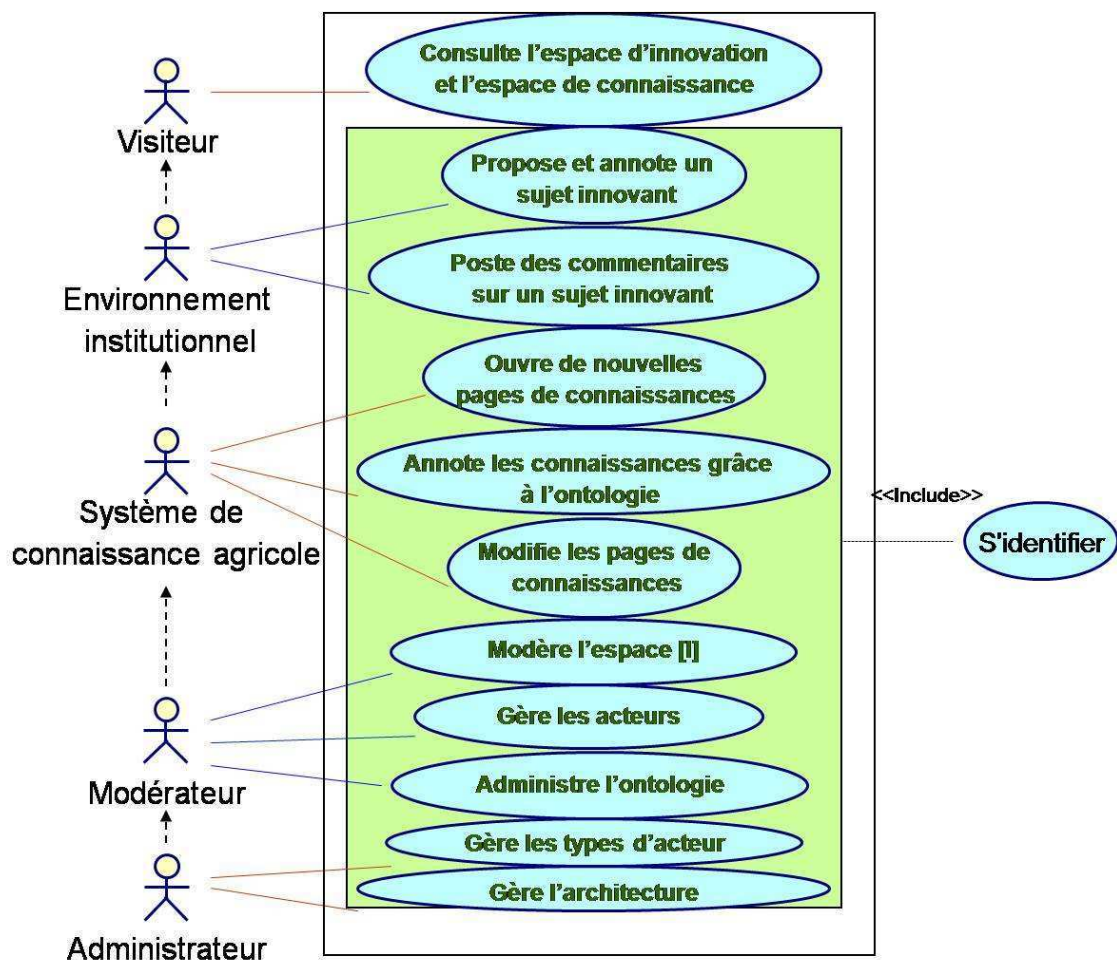 Consulte l'espace d'innovation
et l'espace de connaissance
Visiteur
Propose et annote un
sujet innovant
Environnement
institutionnel
Poste des commentaires
sur un sujet innovant
Ouvre de nouvelles
pages de connaissances
Système de
connaissance agricole
Annote les connaissances grâce
à l'ontologie
Modifie les pages de
connaissances
<<Include>>
S'identifier
Modère l'espace [I]
Gère les acteurs
Modérateur
Administre l'ontologie
Gère les types d'acteur
Gère l'architecture
Administrateur